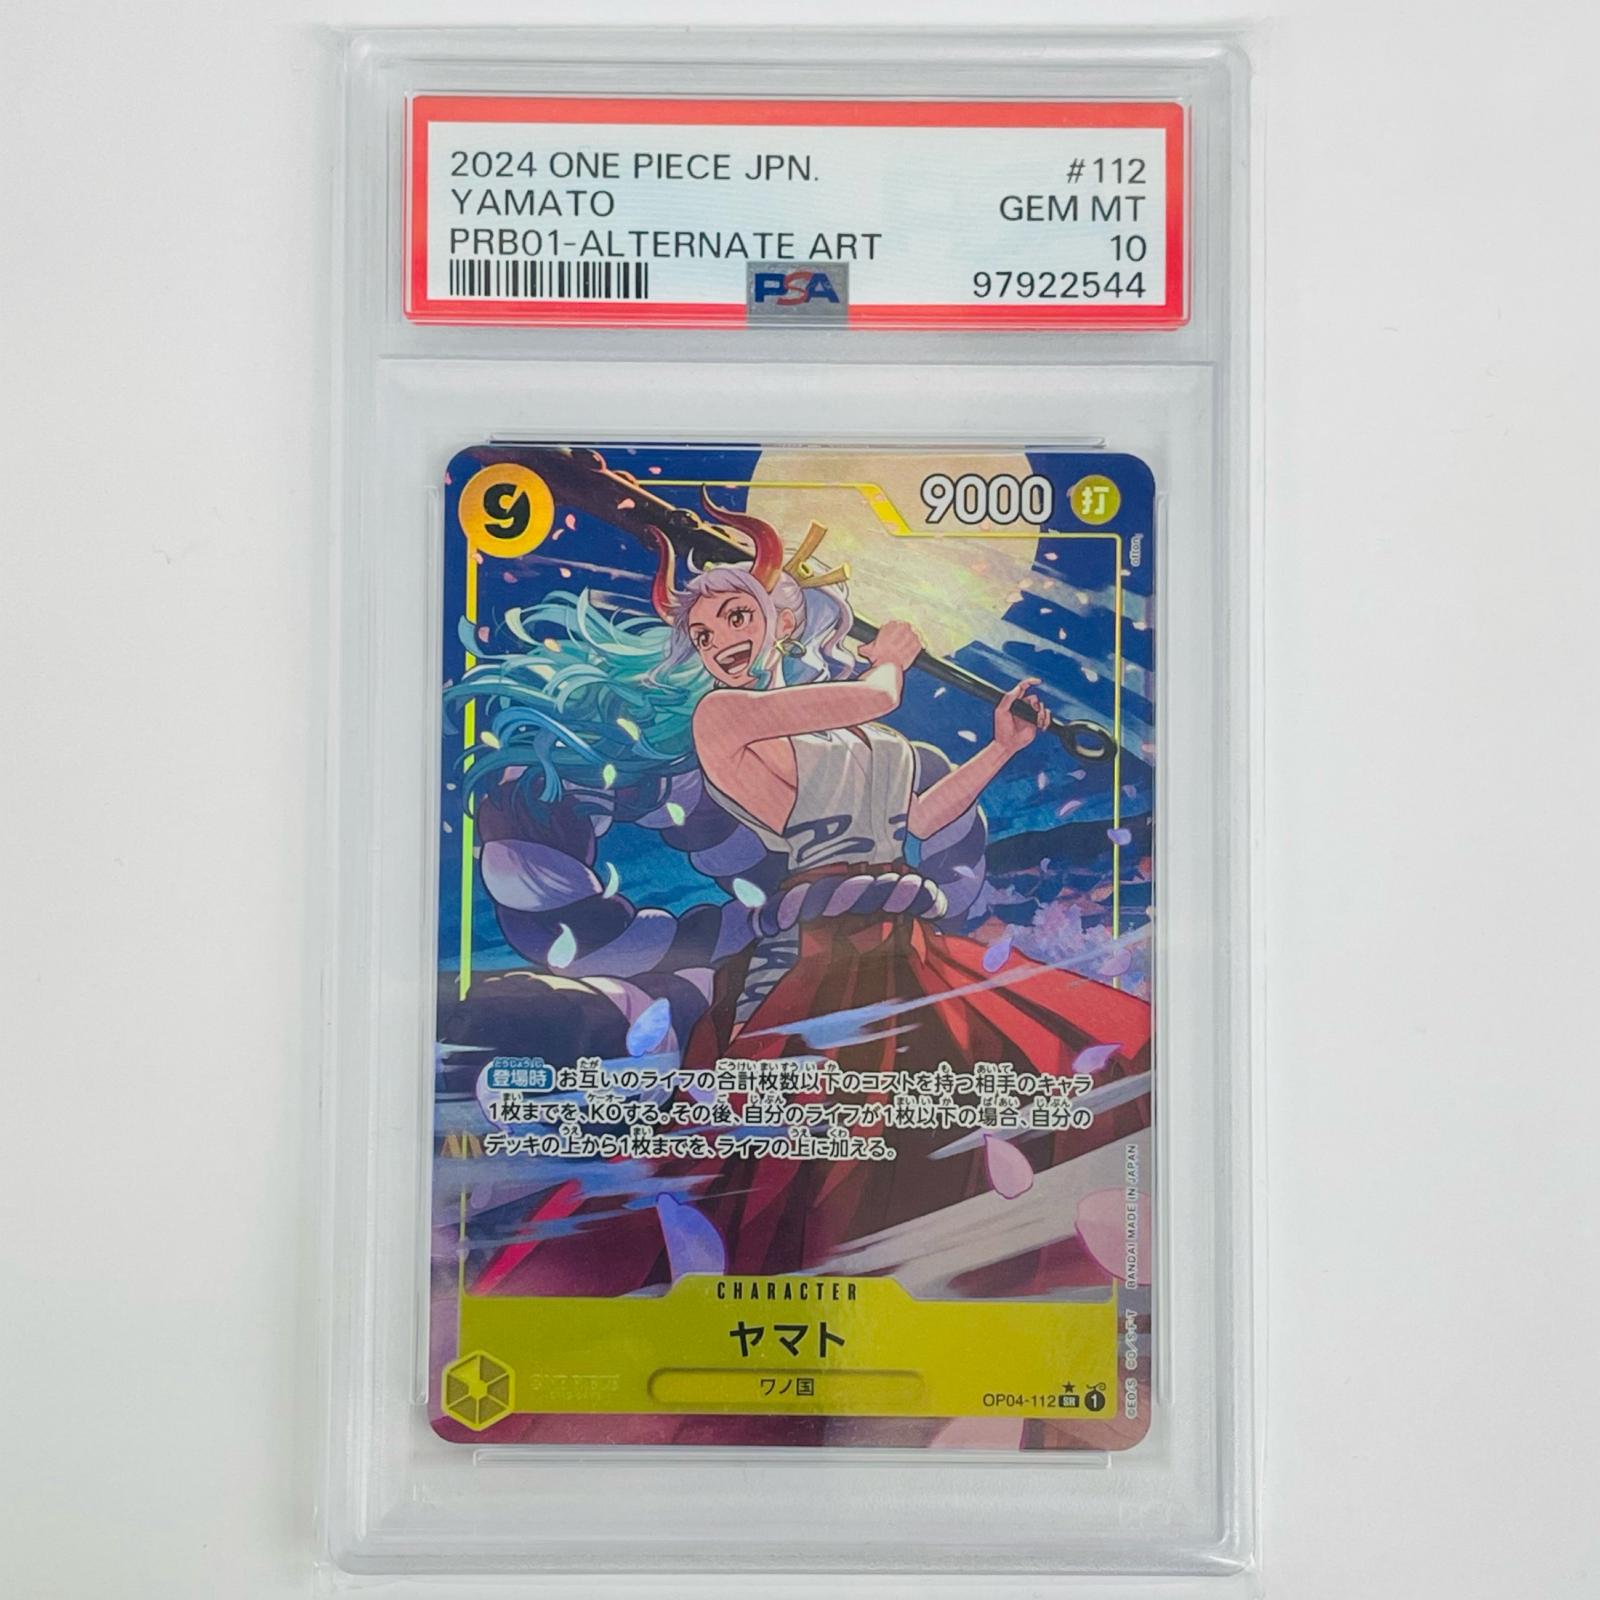 2024 ONE PIECE JPN. #112
YAMATO GEM MT
PRB01-ALTERNATE ART 10
PSA 97922544
9 9000 打
登場時 お互いのライフの合計枚数以下のコストを持つ相手のキャラ
1枚までを、KOする。その後、自分のライフが1枚以下の場合、自分の
デッキの上から1枚までを、ライフの上に加える。
CHARACTER
ヤマト
ワノ国
OP04-112 SR 1
BANDAI MADE IN JAPAN